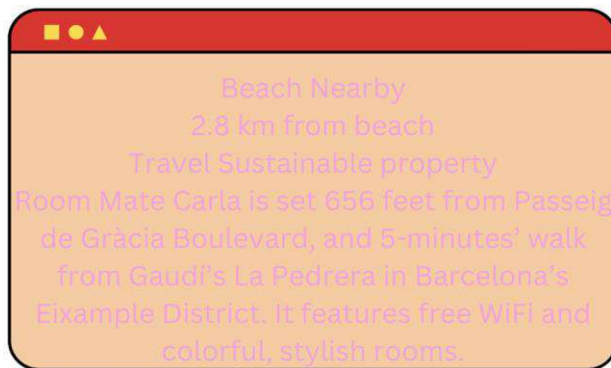 Beach Nearby
2.8 km from beach
Travel Sustainable property
Room Mate Carla is set 656 feet from Passeig
de Gràcia Boulevard, and 5-minutes’ walk
from Gaudí’s La Pedrera in Barcelona’s
Eixample District. It features free WiFi and
colorful, stylish rooms.